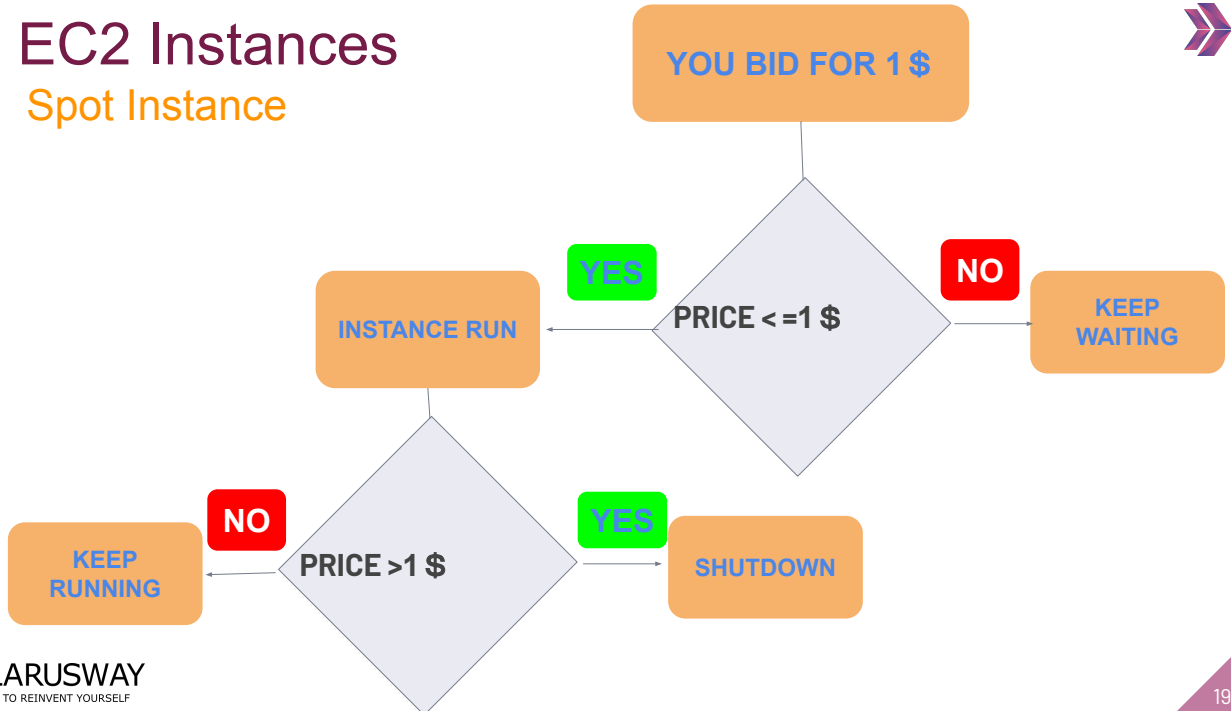 EC2 Instances
Spot Instance
YOU BID FOR 1 $
YES
NO
PRICE < =1 $
INSTANCE RUN
KEEP
WAITING
NO
YES
PRICE >1 $
KEEP
RUNNING
SHUTDOWN
LARUSWAY
TO REINVENT YOURSELF
19